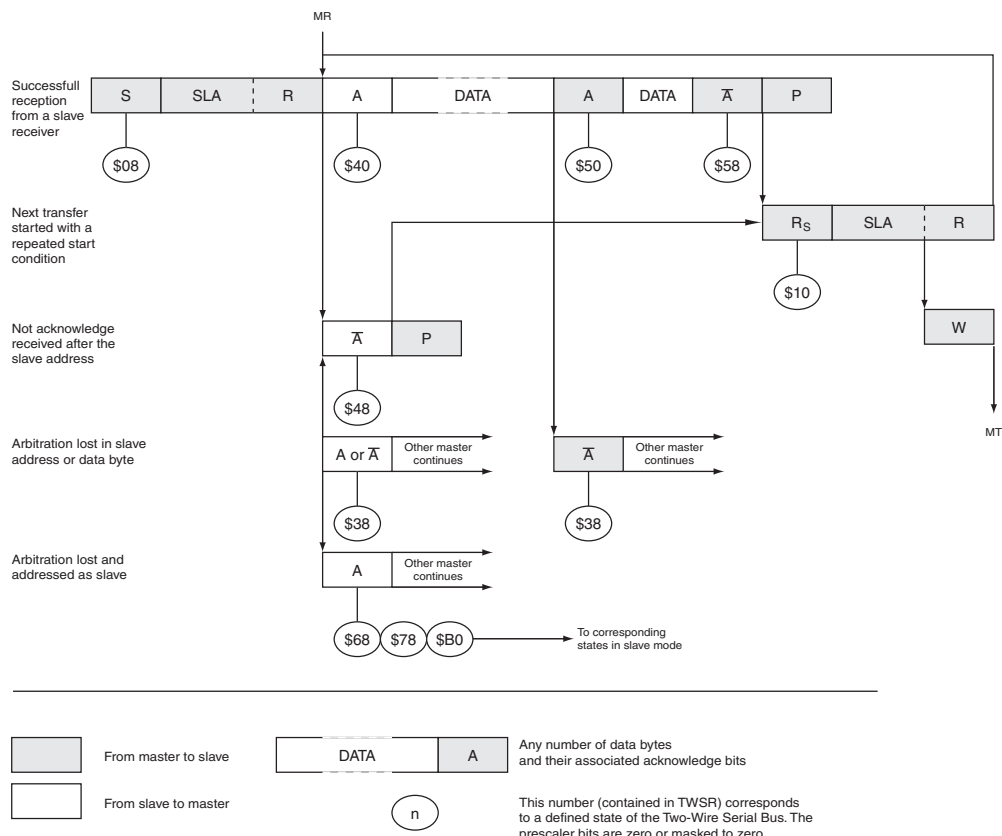 MR
Successfull
reception
from a slave
receiver
S SLA R A DATA A DATA A̅ P
$08 $40 $50 $58
Next transfer
started with a
repeated start
condition
RS SLA R
$10
W
MT
Not acknowledge
received after the
slave address
A̅ P
$48
Arbitration lost in slave
address or data byte
A or A̅
Other master
continues
A̅
Other master
continues
$38 $38
Arbitration lost and
addressed as slave
A
Other master
continues
$68 $78 $B0
To corresponding
states in slave mode
From master to slave
DATA A
Any number of data bytes
and their associated acknowledge bits
From slave to master
n
This number (contained in TWSR) corresponds
to a defined state of the Two-Wire Serial Bus. The
prescaler bits are zero or masked to zero